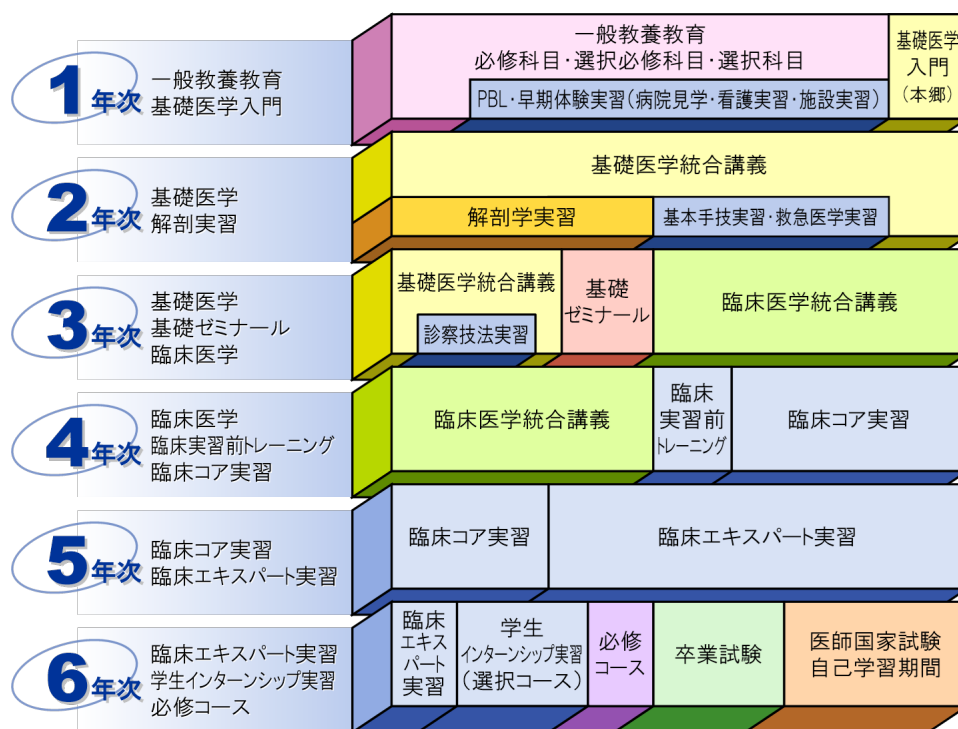 1年次
一般教養教育
基礎医学入門
一般教養教育
必修科目・選択必修科目・選択科目
PBL・早期体験実習(病院見学・看護実習・施設実習)
基礎医学
入門
(本郷)
2年次
基礎医学
解剖実習
基礎医学統合講義
解剖学実習
基本手技実習・救急医学実習
3年次
基礎医学
基礎ゼミナール
臨床医学
基礎医学統合講義
診察技法実習
基礎
ゼミナール
臨床医学統合講義
4年次
臨床医学
臨床実習前トレーニング
臨床コア実習
臨床医学統合講義
臨床
実習前
トレーニング
臨床コア実習
5年次
臨床コア実習
臨床エキスパート実習
臨床コア実習
臨床エキスパート実習
6年次
臨床エキスパート実習
学生インターンシップ実習
必修コース
臨床
エキス
パート
実習
学生
インターンシップ実習
(選択コース)
必修
コース
卒業試験
医師国家試験
自己学習期間